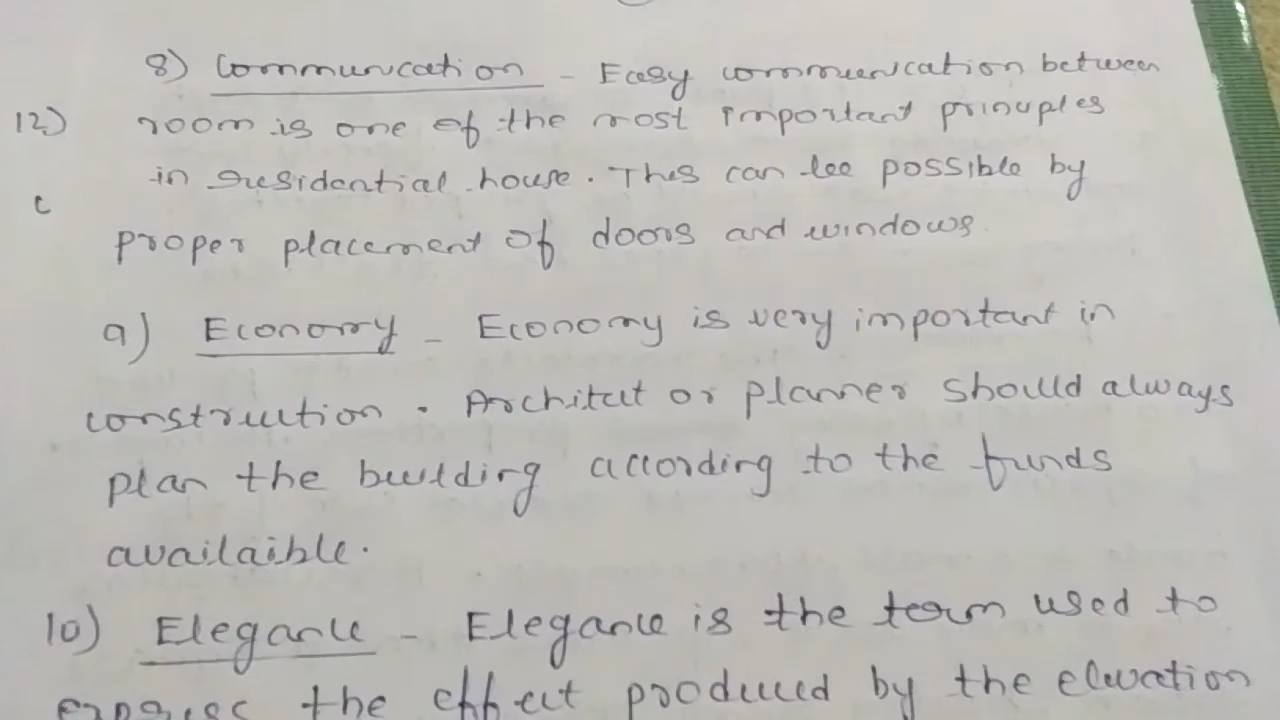 8) Communication - Easy communication between
12) room is one of the most important principles
in residential house. This can be possible by
C
proper placement of doors and windows.
9) Economy - Economy is very important in
construction. Architect or planner should always
plan the building according to the funds
availaible.
10) Elegance - Elegance is the term used to
express the effect produced by the elevation